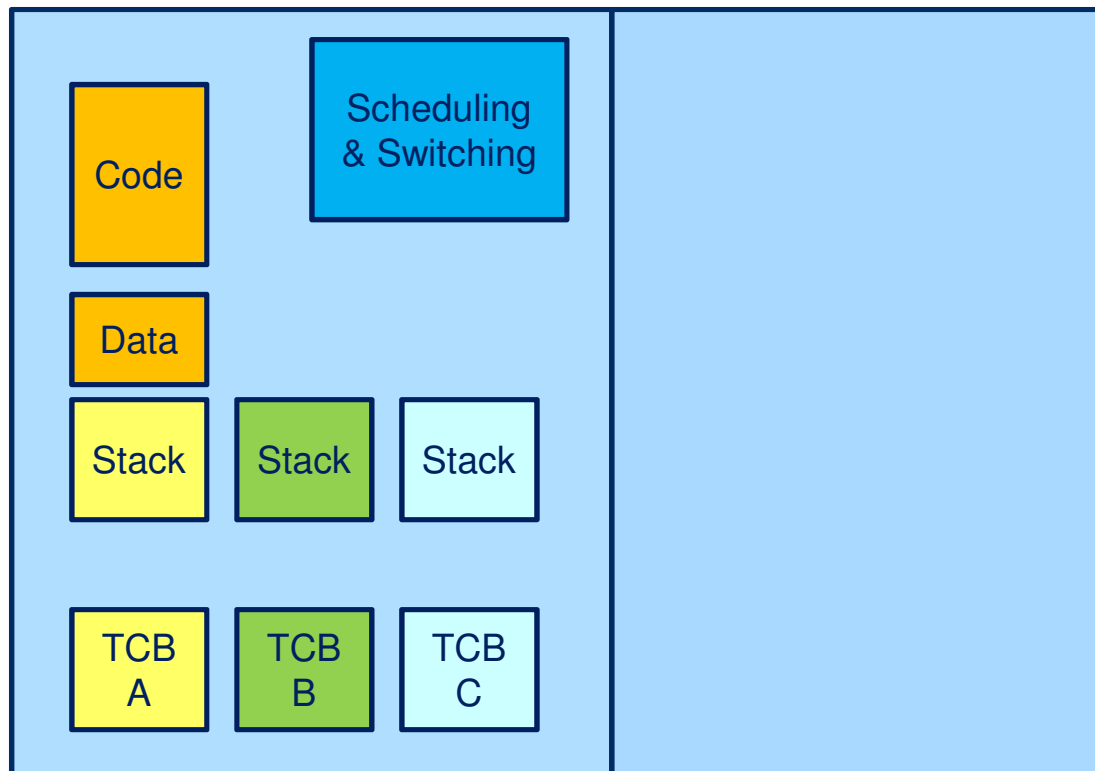 Scheduling
& Switching
Code
Data
Stack
Stack
Stack
TCB
A
TCB
B
TCB
C